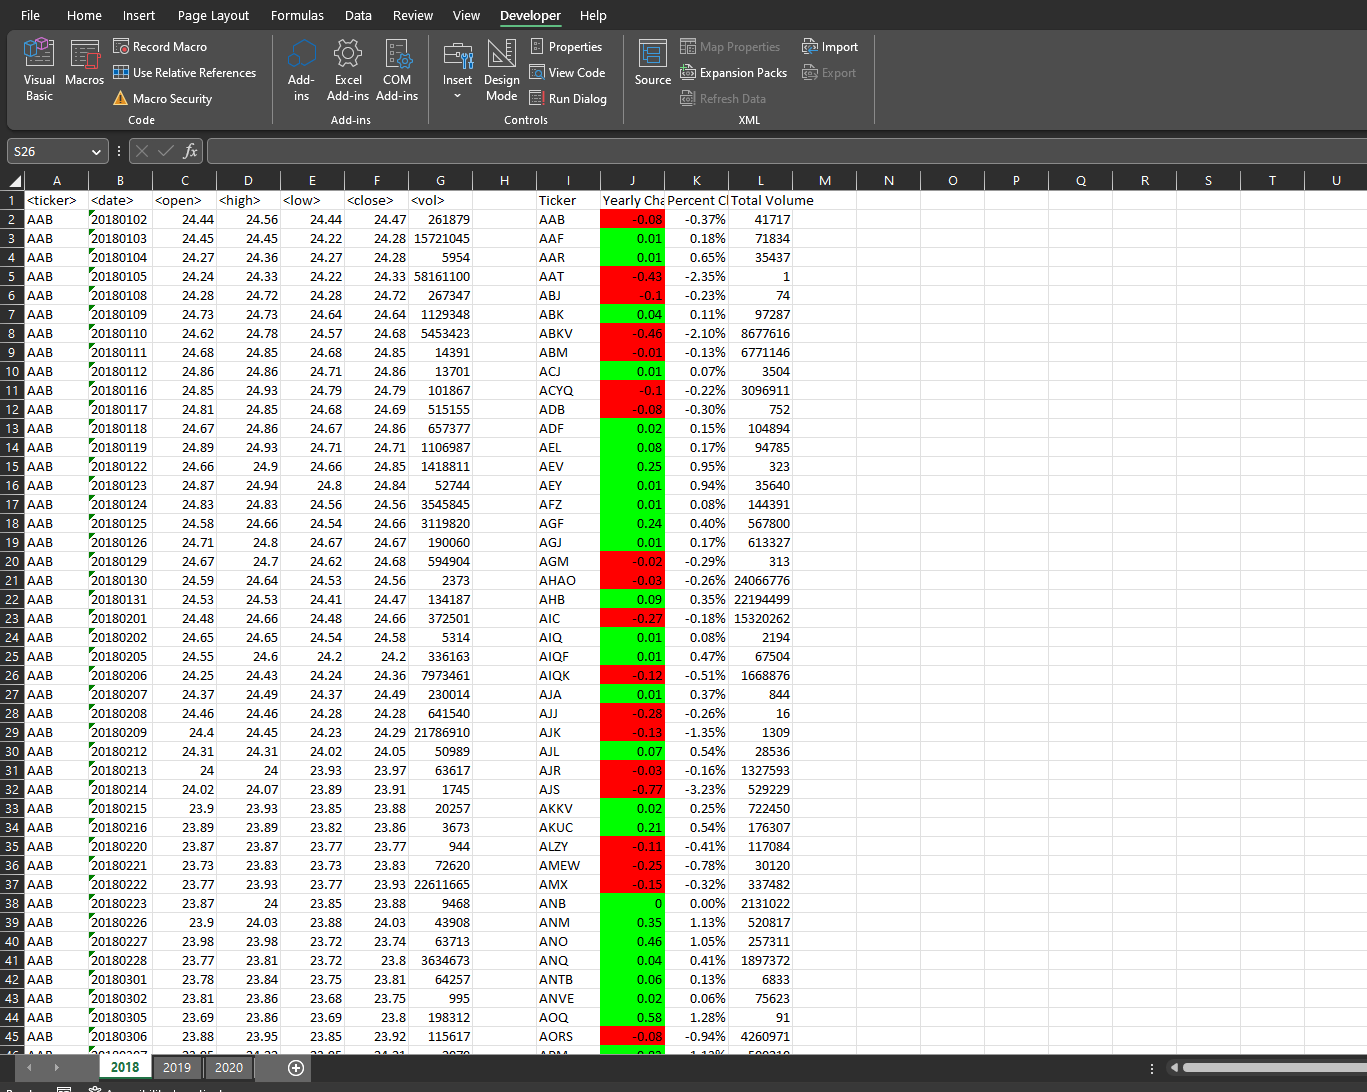 File Home Insert Page Layout Formulas Data Review View Developer Help
Visual Basic Macros Record Macro Use Relative References Macro Security Code
Add-ins Excel Add-ins COM Add-ins Add-ins
Insert Design Mode Properties View Code Run Dialog Controls
Source Map Properties Expansion Packs Refresh Data Import Export XML
S26 fx
A B C D E F G H I J K L M N O P Q R S T U
1 <ticker> <date> <open> <high> <low> <close> <vol> Ticker Yearly Cha Percent Cl Total Volume
2 AAB 20180102 24.44 24.56 24.44 24.47 261879 AAB -0.08 -0.37% 41717
3 AAB 20180103 24.45 24.45 24.22 24.28 15721045 AAF 0.01 0.18% 71834
4 AAB 20180104 24.27 24.36 24.27 24.28 5954 AAR 0.01 0.65% 35437
5 AAB 20180105 24.24 24.33 24.22 24.33 58161100 AAT -0.43 -2.35% 1
6 AAB 20180108 24.28 24.72 24.28 24.72 267347 ABJ -0.1 -0.23% 74
7 AAB 20180109 24.73 24.73 24.64 24.64 1129348 ABK 0.04 0.11% 97287
8 AAB 20180110 24.62 24.78 24.57 24.68 5453423 ABKV -0.46 -2.10% 8677616
9 AAB 20180111 24.68 24.85 24.68 24.85 14391 ABM -0.01 -0.13% 6771146
10 AAB 20180112 24.86 24.86 24.71 24.86 13701 ACJ 0.01 0.07% 3504
11 AAB 20180116 24.85 24.93 24.79 24.79 101867 ACYQ -0.1 -0.22% 3096911
12 AAB 20180117 24.81 24.85 24.68 24.69 515155 ADB -0.08 -0.30% 752
13 AAB 20180118 24.67 24.86 24.67 24.86 657377 ADF 0.02 0.15% 104894
14 AAB 20180119 24.89 24.93 24.71 24.71 1106987 AEL 0.08 0.17% 94785
15 AAB 20180122 24.66 24.9 24.66 24.85 1418811 AEV 0.25 0.95% 323
16 AAB 20180123 24.87 24.94 24.8 24.84 52744 AEY 0.01 0.94% 35640
17 AAB 20180124 24.83 24.83 24.56 24.56 3545845 AFZ 0.01 0.08% 144391
18 AAB 20180125 24.58 24.66 24.54 24.66 3119820 AGF 0.24 0.40% 567800
19 AAB 20180126 24.71 24.8 24.67 24.67 190060 AGJ 0.01 0.17% 613327
20 AAB 20180129 24.67 24.7 24.62 24.68 594904 AGM -0.02 -0.29% 313
21 AAB 20180130 24.59 24.64 24.53 24.56 2373 AHAO -0.03 -0.26% 24066776
22 AAB 20180131 24.53 24.53 24.41 24.47 134187 AHB 0.09 0.35% 22194499
23 AAB 20180201 24.48 24.66 24.48 24.66 372501 AIC -0.27 -0.18% 15320262
24 AAB 20180202 24.65 24.65 24.54 24.58 5314 AIQ 0.01 0.08% 2194
25 AAB 20180205 24.55 24.6 24.2 24.2 336163 AIQF 0.01 0.47% 67504
26 AAB 20180206 24.25 24.43 24.24 24.36 7973461 AIQK -0.12 -0.51% 1668876
27 AAB 20180207 24.37 24.49 24.37 24.49 230014 AJA 0.01 0.37% 844
28 AAB 20180208 24.46 24.46 24.28 24.28 641540 AJJ -0.28 -0.26% 16
29 AAB 20180209 24.4 24.45 24.23 24.29 21786910 AJK -0.13 -1.35% 1309
30 AAB 20180212 24.31 24.31 24.02 24.05 50989 AJL 0.07 0.54% 28536
31 AAB 20180213 24 24 23.93 23.97 63617 AJR -0.03 -0.16% 1327593
32 AAB 20180214 24.02 24.07 23.89 23.91 1745 AJS -0.77 -3.23% 529229
33 AAB 20180215 23.9 23.93 23.85 23.88 20257 AKKV 0.02 0.25% 722450
34 AAB 20180216 23.89 23.89 23.82 23.86 3673 AKUC 0.21 0.54% 176307
35 AAB 20180220 23.87 23.87 23.77 23.77 944 ALZY -0.11 -0.41% 117084
36 AAB 20180221 23.73 23.83 23.73 23.83 72620 AMEW -0.25 -0.78% 30120
37 AAB 20180222 23.77 23.93 23.77 23.93 22611665 AMX -0.15 -0.32% 337482
38 AAB 20180223 23.87 24 23.85 23.88 9468 ANB 0 0.00% 2131022
39 AAB 20180226 23.9 24.03 23.88 24.03 43908 ANM 0.35 1.13% 520817
40 AAB 20180227 23.98 23.98 23.72 23.74 63713 ANO 0.46 1.05% 257311
41 AAB 20180228 23.77 23.81 23.72 23.8 3634673 ANQ 0.04 0.41% 1897372
42 AAB 20180301 23.78 23.84 23.75 23.81 64257 ANTB 0.06 0.13% 6833
43 AAB 20180302 23.81 23.86 23.68 23.75 995 ANVE 0.02 0.06% 75623
44 AAB 20180305 23.69 23.86 23.69 23.8 198312 AOQ 0.58 1.28% 91
45 AAB 20180306 23.88 23.95 23.85 23.92 115617 AORS -0.08 -0.94% 4260971
2018 2019 2020